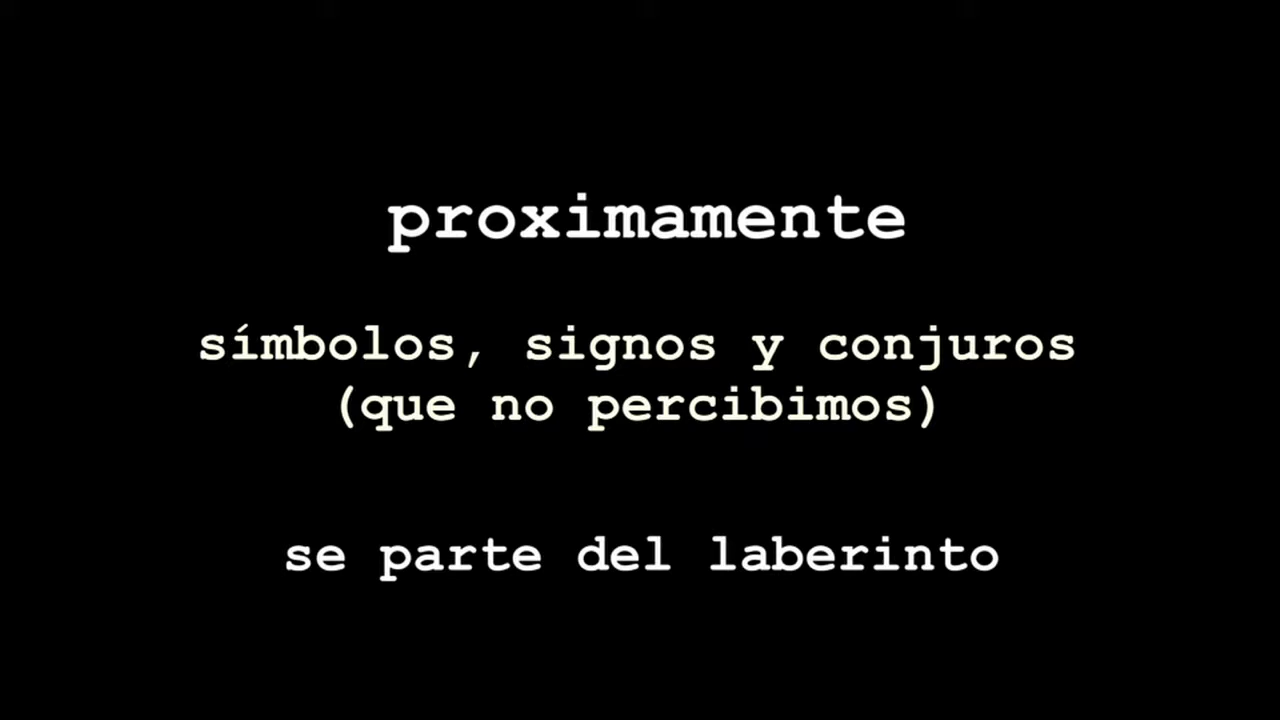 proximamente
símbolos, signos y conjuros
(que no percibimos)
se parte del laberinto